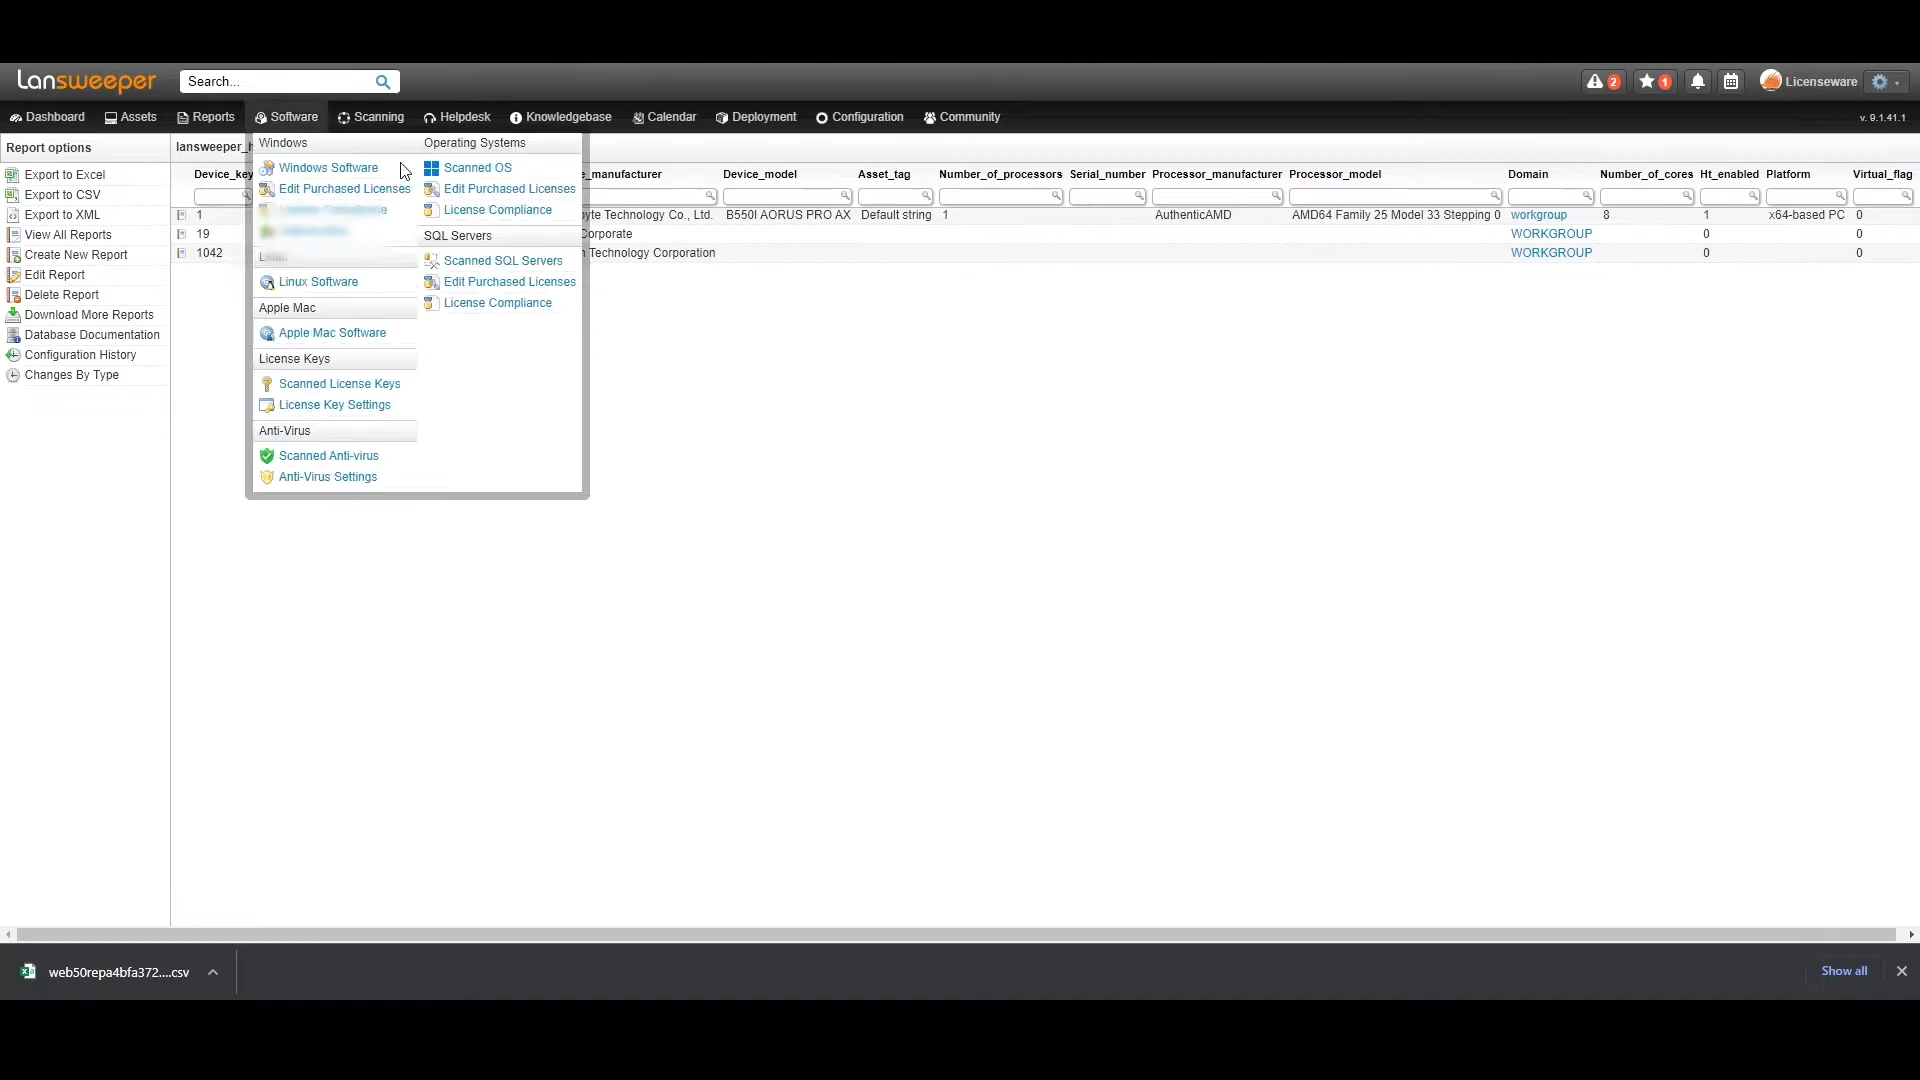 Lansweeper
Search...
2
1
Licenseware
Dashboard Assets Reports Software Scanning Helpdesk Knowledgebase Calendar Deployment Configuration Community
v. 9.1.41.1
Report options
Export to Excel
Export to CSV
Export to XML
View All Reports
Create New Report
Edit Report
Delete Report
Download More Reports
Database Documentation
Configuration History
Changes By Type
Windows
Windows Software
Edit Purchased Licenses
Linux Software
Apple Mac
Apple Mac Software
License Keys
Scanned License Keys
License Key Settings
Anti-Virus
Scanned Anti-virus
Anti-Virus Settings
Operating Systems
Scanned OS
Edit Purchased Licenses
License Compliance
SQL Servers
Scanned SQL Servers
Edit Purchased Licenses
License Compliance
Device_key _manufacturer Device_model Asset_tag Number_of_processors Serial_number Processor_manufacturer Processor_model Domain Number_of_cores Ht_enabled Platform Virtual_flag
1 byte Technology Co., Ltd. B550I AORUS PRO AX Default string 1 AuthenticAMD AMD64 Family 25 Model 33 Stepping 0 workgroup 8 1 x64-based PC 0
19 Corporate WORKGROUP 0 0
1042 Technology Corporation WORKGROUP 0 0
web50repa4bfa372....csv
Show all